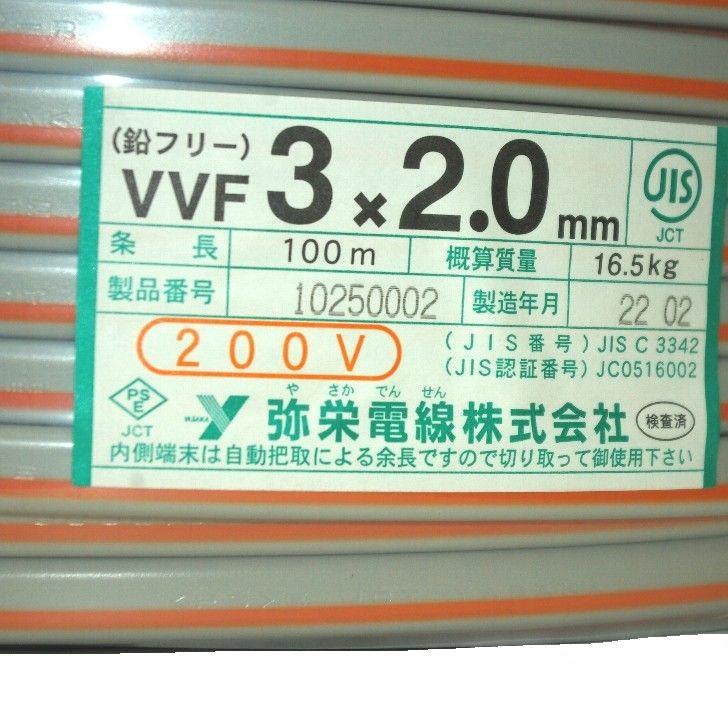 (鉛フリー)
VVF 3×2.0mm
JIS
JCT
条長 100m 概算質量 16.5kg
製品番号 10250002 製造年月 22 02
200V
(JIS番号) JIS C 3342
(JIS認証番号) JC0516002
PS
E
JCT
YASAKA
や さか でん せん
弥栄電線株式会社
検査済
内側端末は自動把取による余長ですので切り取って御使用下さい